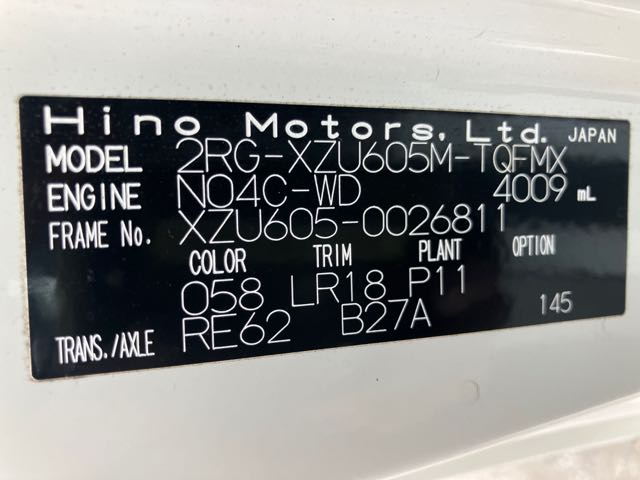 Hino Motors, Ltd. JAPAN
MODEL 2RG-XZU605M-TQFMX
ENGINE N04C-WD 4009 mL
FRAME No. XZU605-0026811
COLOR TRIM PLANT OPTION
058 LR18 P11
TRANS./AXLE RE62 B27A 145